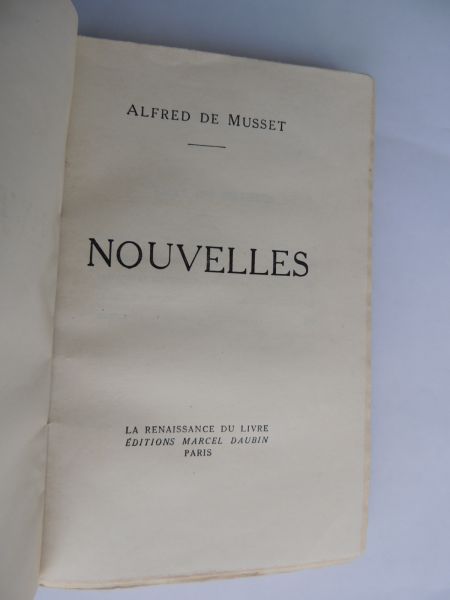 ALFRED DE MUSSET
NOUVELLES
LA RENAISSANCE DU LIVRE
ÉDITIONS MARCEL DAUBIN
PARIS